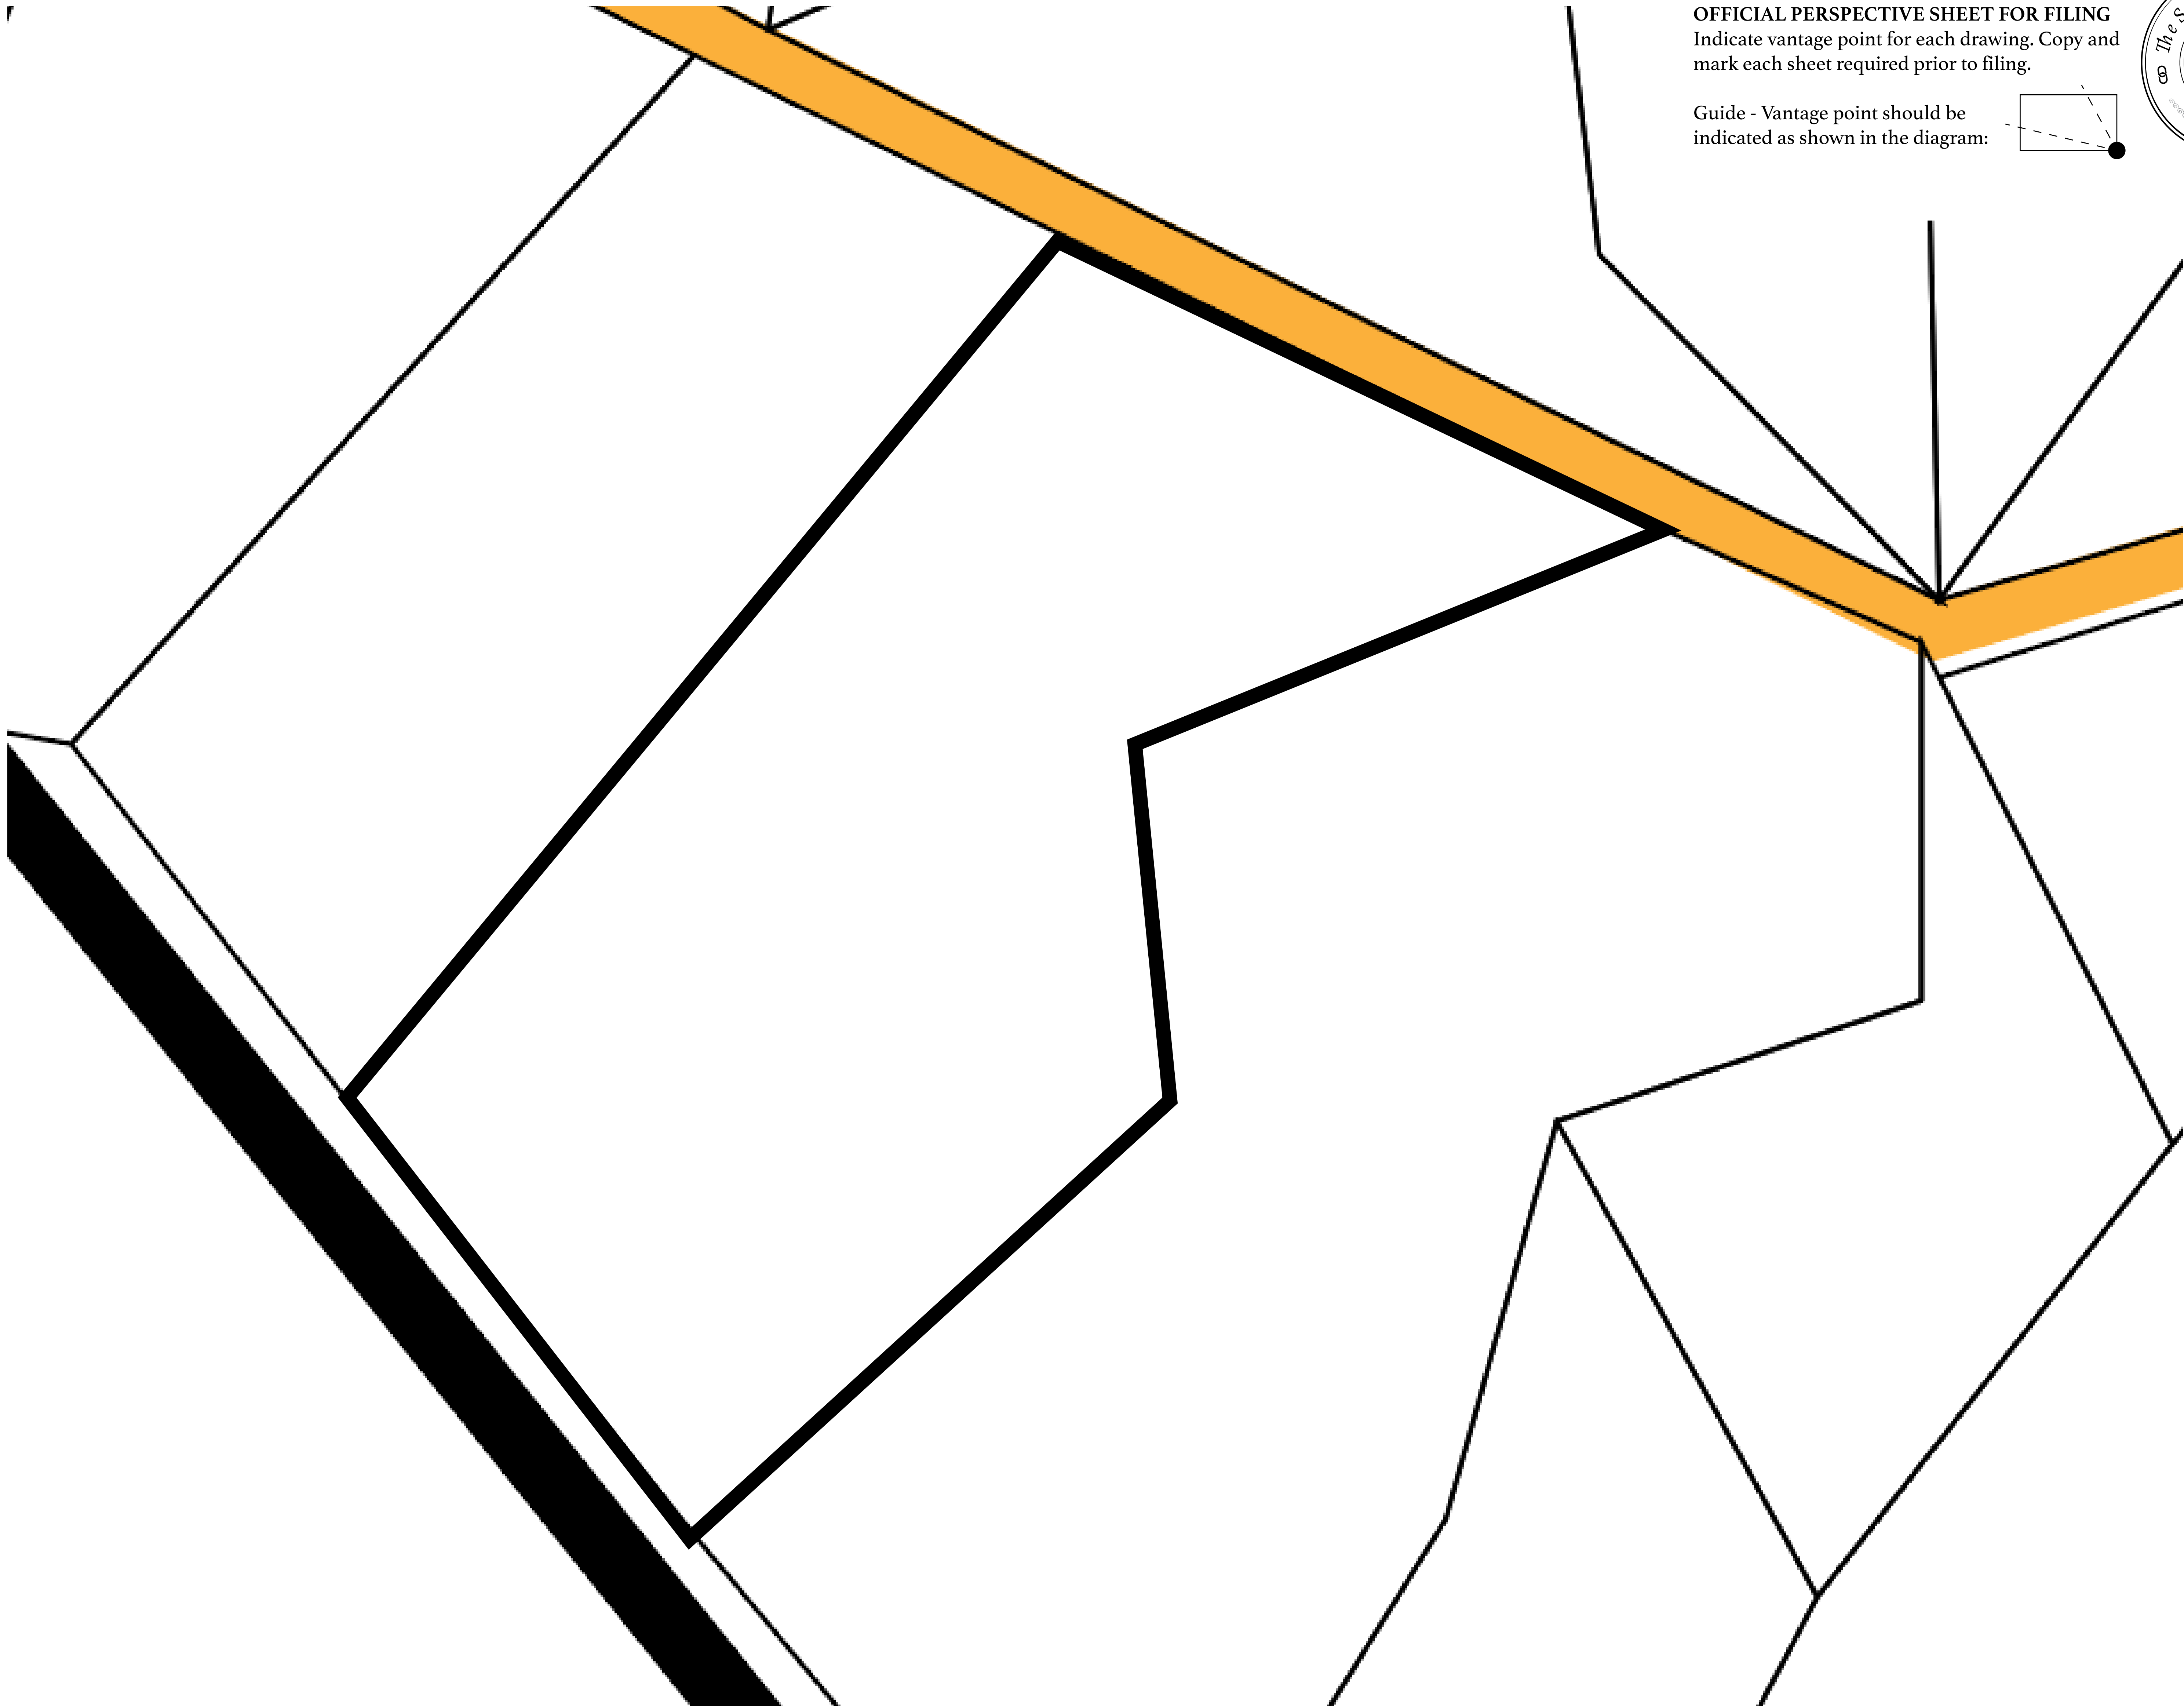 OFFICIAL PERSPECTIVE SHEET FOR FILING
Indicate vantage point for each drawing. Copy and
mark each sheet required prior to filing.
Guide - Vantage point should be
indicated as shown in the diagram:
The S